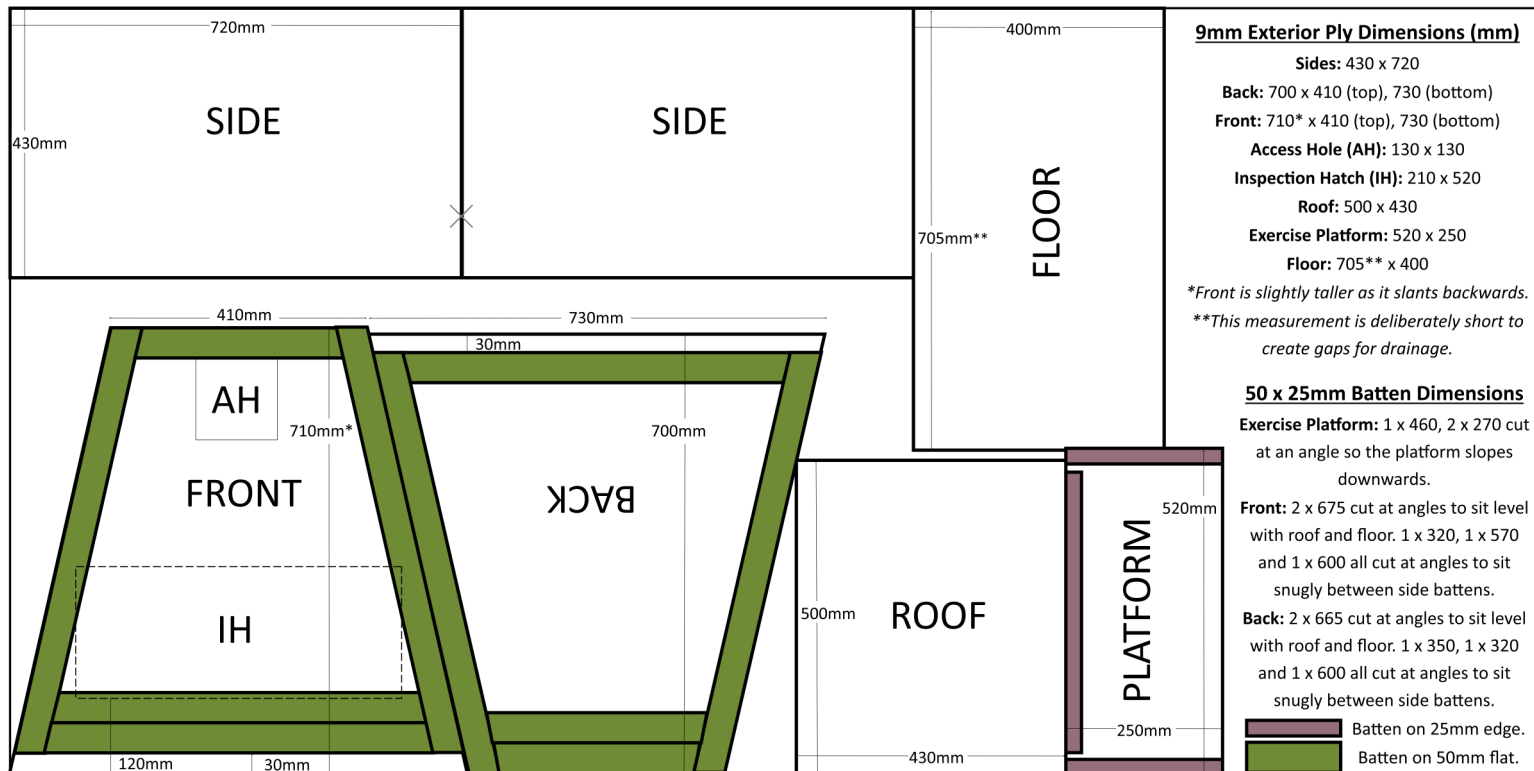 720mm
400mm
SIDE
SIDE
430mm
FLOOR
705mm**
410mm
730mm
30mm
AH
710mm*
700mm
FRONT
BACK
520mm
PLATFORM
500mm
ROOF
IH
250mm
430mm
120mm
30mm
9mm Exterior Ply Dimensions (mm)
Sides: 430 x 720
Back: 700 x 410 (top), 730 (bottom)
Front: 710* x 410 (top), 730 (bottom)
Access Hole (AH): 130 x 130
Inspection Hatch (IH): 210 x 520
Roof: 500 x 430
Exercise Platform: 520 x 250
Floor: 705** x 400
*Front is slightly taller as it slants backwards.
**This measurement is deliberately short to
create gaps for drainage.
50 x 25mm Batten Dimensions
Exercise Platform: 1 x 460, 2 x 270 cut
at an angle so the platform slopes
downwards.
Front: 2 x 675 cut at angles to sit level
with roof and floor. 1 x 320, 1 x 570
and 1 x 600 all cut at angles to sit
snugly between side battens.
Back: 2 x 665 cut at angles to sit level
with roof and floor. 1 x 350, 1 x 320
and 1 x 600 all cut at angles to sit
snugly between side battens.
Batten on 25mm edge.
Batten on 50mm flat.